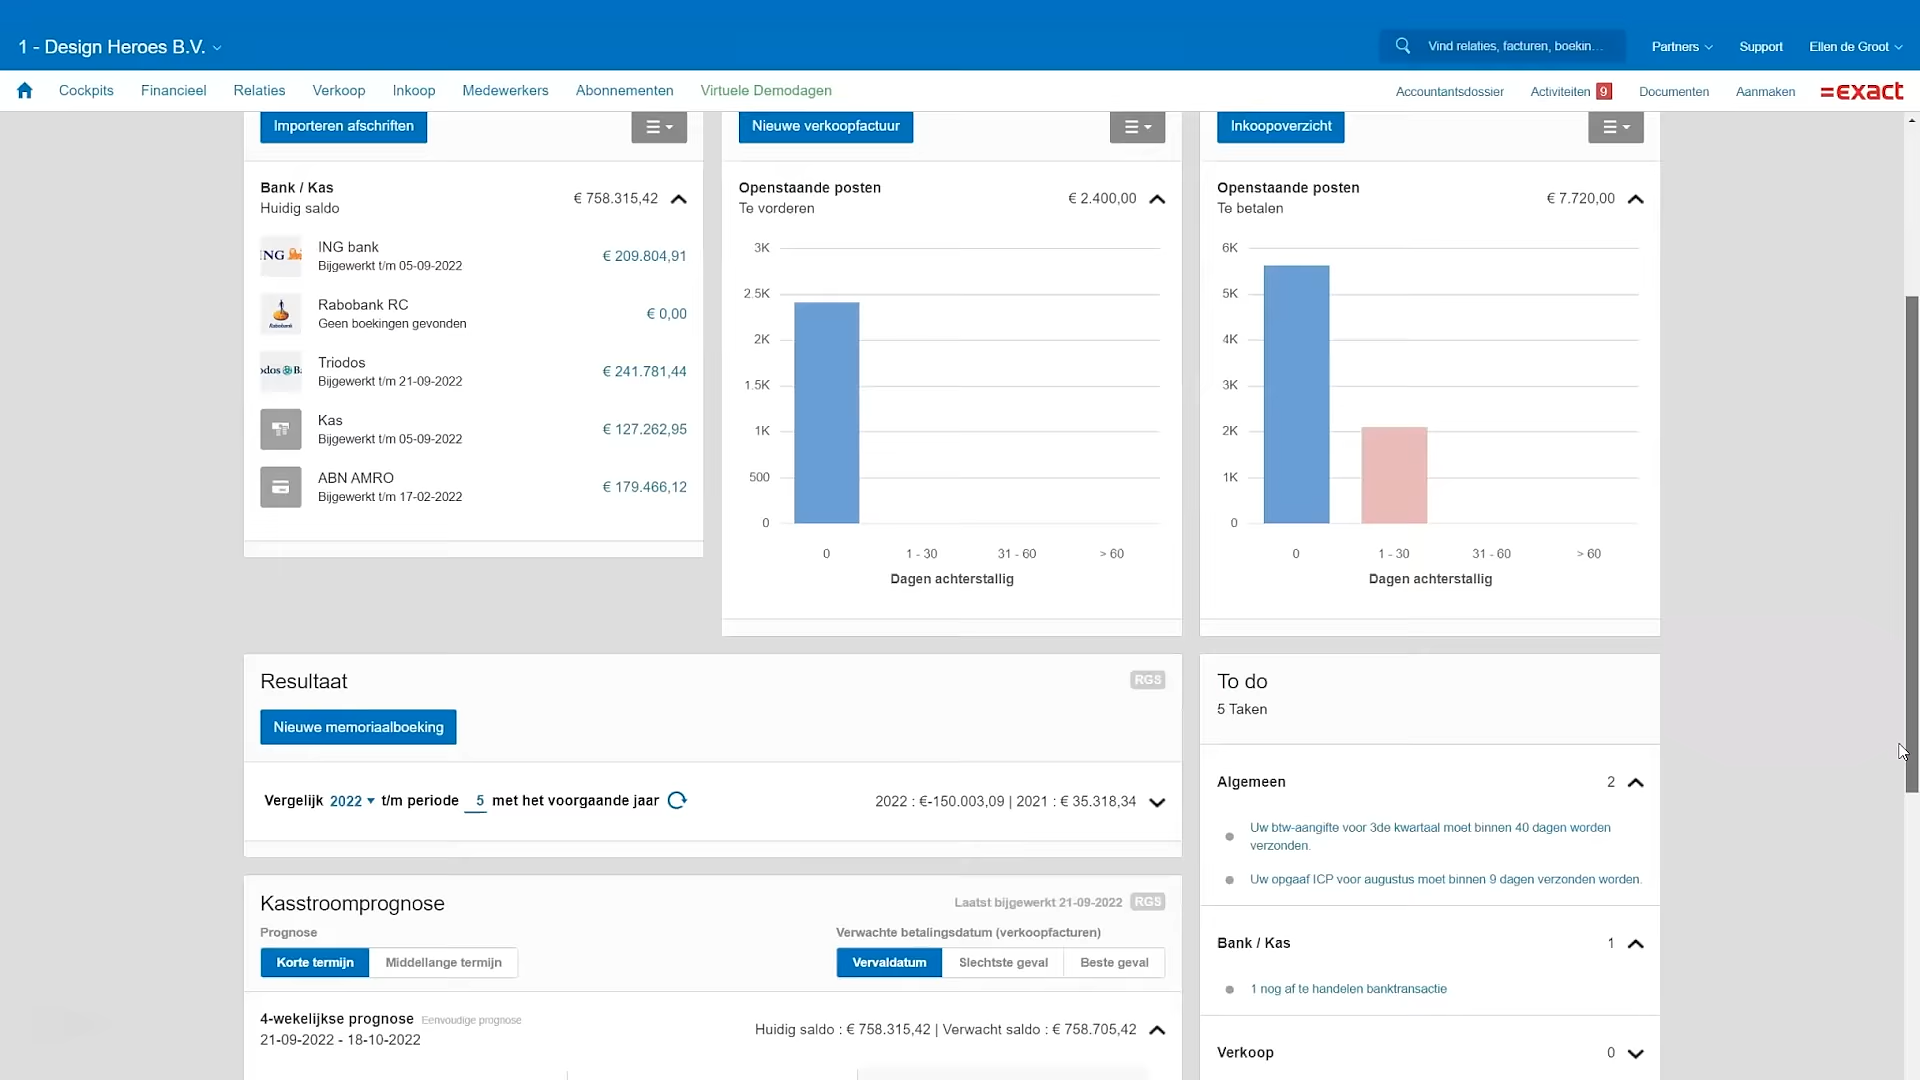 1 - Design Heroes B.V.
Vind relaties, facturen, boekin...
Partners
Support
Ellen de Groot
Cockpits
Financieel
Relaties
Verkoop
Inkoop
Medewerkers
Abonnementen
Virtuele Demodagen
Accountantsdossier
Activiteiten 9
Documenten
Aanmaken
=exact
Importeren afschriften
Bank / Kas
Huidig saldo
€ 758.315,42
ING
ING bank
Bijgewerkt t/m 05-09-2022
€ 209.804,91
Rabobank
Rabobank RC
Geen boekingen gevonden
€ 0,00
Triodos
Bijgewerkt t/m 21-09-2022
€ 241.781,44
Kas
Bijgewerkt t/m 05-09-2022
€ 127.262,95
ABN AMRO
Bijgewerkt t/m 17-02-2022
€ 179.466,12
Nieuwe verkoopfactuur
Openstaande posten
Te vorderen
€ 2.400,00
3K
2.5K
2K
1.5K
1K
500
0
0 1 - 30 31 - 60 > 60
Dagen achterstallig
Inkoopoverzicht
Openstaande posten
Te betalen
€ 7.720,00
6K
5K
4K
3K
2K
1K
0
0 1 - 30 31 - 60 > 60
Dagen achterstallig
Resultaat
RGS
Nieuwe memoriaalboeking
Vergelijk 2022 t/m periode 5 met het voorgaande jaar
2022 : €-150.003,09 | 2021 : € 35.318,34
Kasstroomprognose
Laatst bijgewerkt 21-09-2022 RGS
Prognose
Korte termijn
Middellange termijn
Verwachte betalingsdatum (verkoopfacturen)
Vervaldatum
Slechtste geval
Beste geval
4-wekelijkse prognose Eenvoudige prognose
21-09-2022 - 18-10-2022
Huidig saldo : € 758.315,42 | Verwacht saldo : € 758.705,42
To do
5 Taken
Algemeen
2
Uw btw-aangifte voor 3de kwartaal moet binnen 40 dagen worden
verzonden.
Uw opgaaf ICP voor augustus moet binnen 9 dagen verzonden worden.
Bank / Kas
1
1 nog af te handelen banktransactie
Verkoop
0